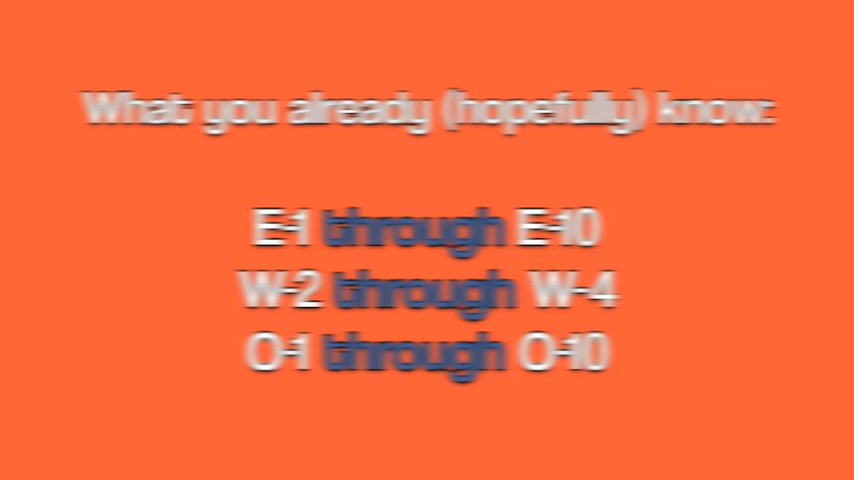 What you already (hopefully) know:
E-1 through E-10
W-2 through W-4
O-1 through O-10